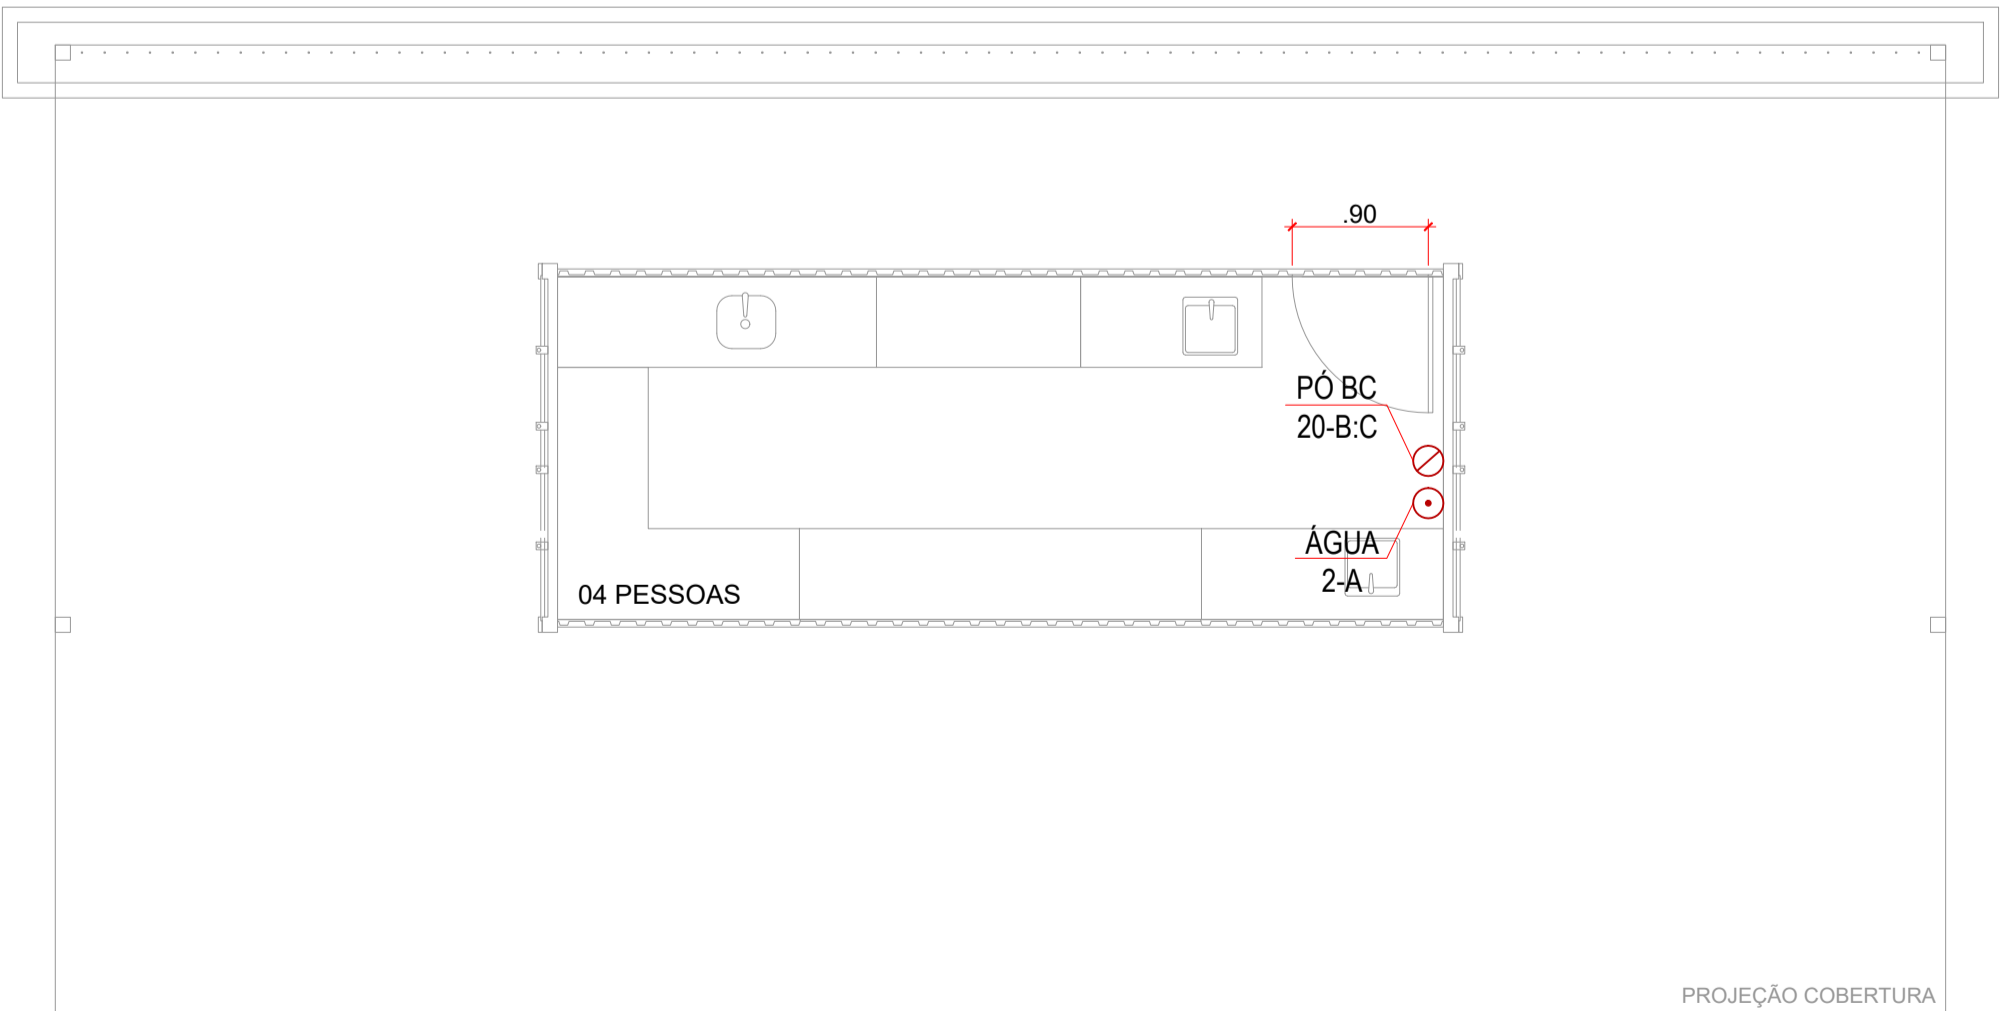 .90
PÓ BC
20-B:C
ÁGUA
2-A
04 PESSOAS
PROJEÇÃO COBERTURA